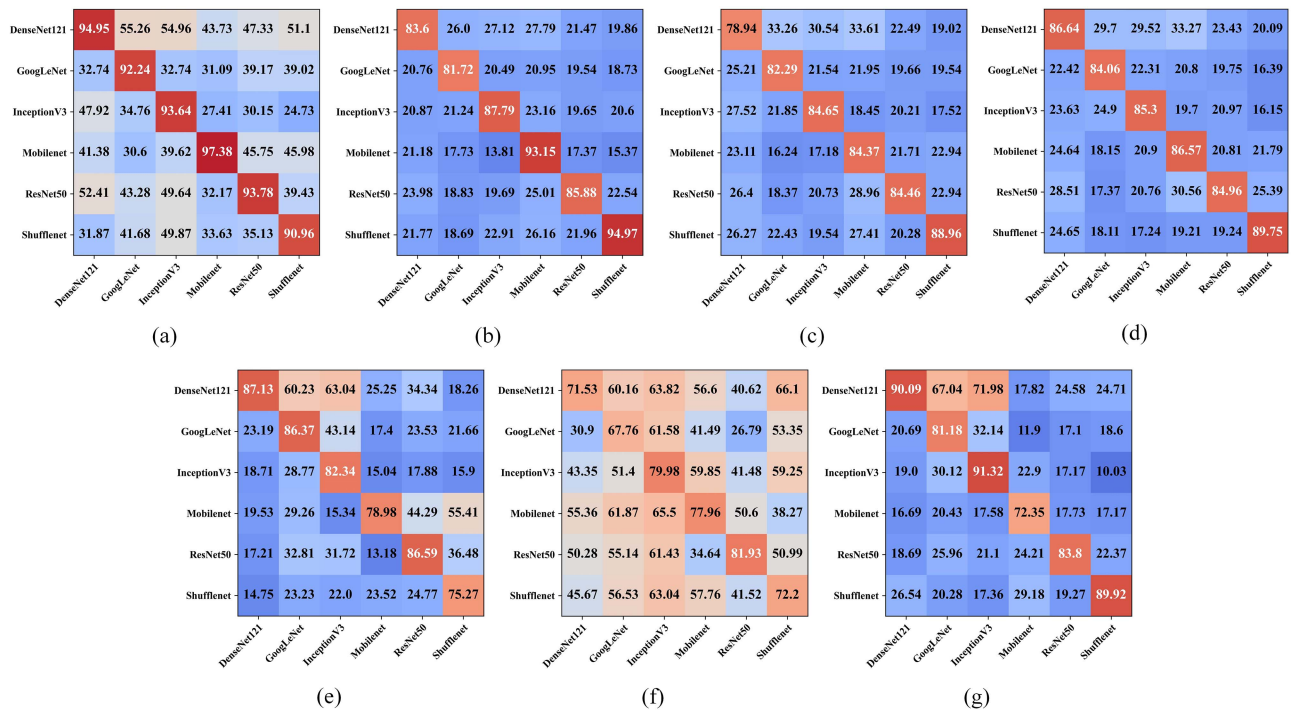 DenseNet121 94.95 55.26 54.96 43.73 47.33 51.1
GoogLeNet 32.74 92.24 32.74 31.09 39.17 39.02
InceptionV3 47.92 34.76 93.64 27.41 30.15 24.73
Mobilenet 41.38 30.6 39.62 97.38 45.75 45.98
ResNet50 52.41 43.28 49.64 32.17 93.78 39.43
Shufflenet 31.87 41.68 49.87 33.63 35.13 90.96
DenseNet121 GoogLeNet InceptionV3 Mobilenet ResNet50 Shufflenet
(a)
DenseNet121 83.6 26.0 27.12 27.79 21.47 19.86
GoogLeNet 20.76 81.72 20.49 20.95 19.54 18.73
InceptionV3 20.87 21.24 87.79 23.16 19.65 20.6
Mobilenet 21.18 17.73 13.81 93.15 17.37 15.37
ResNet50 23.98 18.83 19.69 25.01 85.88 22.54
Shufflenet 21.77 18.69 22.91 26.16 21.96 94.97
DenseNet121 GoogLeNet InceptionV3 Mobilenet ResNet50 Shufflenet
(b)
DenseNet121 78.94 33.26 30.54 33.61 22.49 19.02
GoogLeNet 25.21 82.29 21.54 21.95 19.66 19.54
InceptionV3 27.52 21.85 84.65 18.45 20.21 17.52
Mobilenet 23.11 16.24 17.18 84.37 21.71 22.94
ResNet50 26.4 18.37 20.73 28.96 84.46 22.94
Shufflenet 26.27 22.43 19.54 27.41 20.28 88.96
DenseNet121 GoogLeNet InceptionV3 Mobilenet ResNet50 Shufflenet
(c)
DenseNet121 86.64 29.7 29.52 33.27 23.43 20.09
GoogLeNet 22.42 84.06 22.31 20.8 19.75 16.39
InceptionV3 23.63 24.9 85.3 19.7 20.97 16.15
Mobilenet 24.64 18.15 20.9 86.57 20.81 21.79
ResNet50 28.51 17.37 20.76 30.56 84.96 25.39
Shufflenet 24.65 18.11 17.24 19.21 19.24 89.75
DenseNet121 GoogLeNet InceptionV3 Mobilenet ResNet50 Shufflenet
(d)
DenseNet121 87.13 60.23 63.04 25.25 34.34 18.26
GoogLeNet 23.19 86.37 43.14 17.4 23.53 21.66
InceptionV3 18.71 28.77 82.34 15.04 17.88 15.9
Mobilenet 19.53 29.26 15.34 78.98 44.29 55.41
ResNet50 17.21 32.81 31.72 13.18 86.59 36.48
Shufflenet 14.75 23.23 22.0 23.52 24.77 75.27
DenseNet121 GoogLeNet InceptionV3 Mobilenet ResNet50 Shufflenet
(e)
DenseNet121 71.53 60.16 63.82 56.6 40.62 66.1
GoogLeNet 30.9 67.76 61.58 41.49 26.79 53.35
InceptionV3 43.35 51.4 79.98 59.85 41.48 59.25
Mobilenet 55.36 61.87 65.5 77.96 50.6 38.27
ResNet50 50.28 55.14 61.43 34.64 81.93 50.99
Shufflenet 45.67 56.53 63.04 57.76 41.52 72.2
DenseNet121 GoogLeNet InceptionV3 Mobilenet ResNet50 Shufflenet
(f)
DenseNet121 90.09 67.04 71.98 17.82 24.58 24.71
GoogLeNet 20.69 81.18 32.14 11.9 17.1 18.6
InceptionV3 19.0 30.12 91.32 22.9 17.17 10.03
Mobilenet 16.69 20.43 17.58 72.35 17.73 17.17
ResNet50 18.69 25.96 21.1 24.21 83.8 22.37
Shufflenet 26.54 20.28 17.36 29.18 19.27 89.92
DenseNet121 GoogLeNet InceptionV3 Mobilenet ResNet50 Shufflenet
(g)